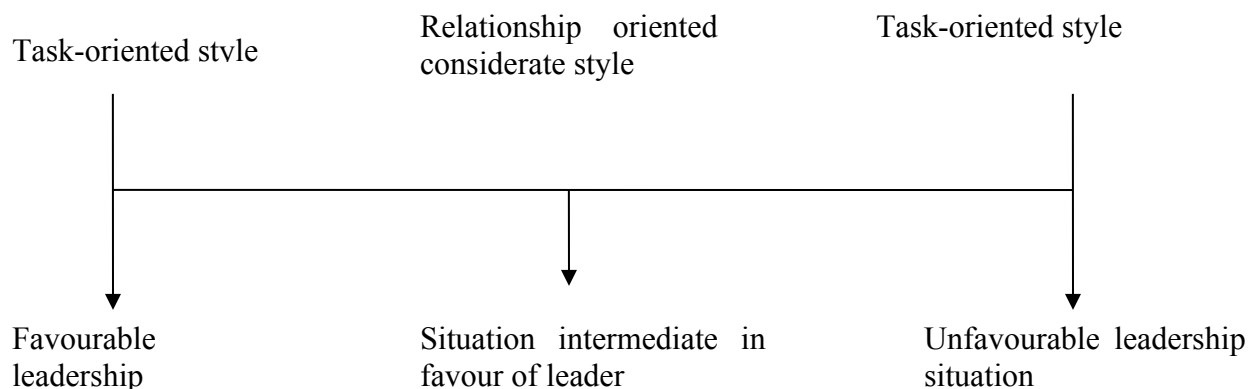 Task-oriented stvle
Relationship oriented
considerate style
Task-oriented style
Favourable
leadership
Situation intermediate in
favour of leader
Unfavourable leadership
situation